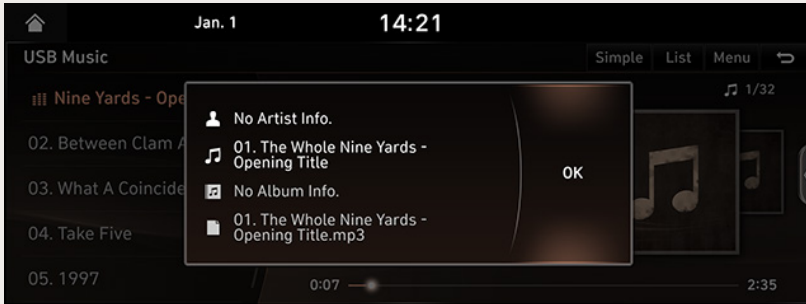 Jan. 1
14:21
USB Music
Simple
List
Menu
Nine Yards - Ope
1/32
02. Between Clam A
03. What A Coincide
04. Take Five
05. 1997
No Artist Info.
01. The Whole Nine Yards -
Opening Title
No Album Info.
01. The Whole Nine Yards -
Opening Title.mp3
OK
0:07
2:35